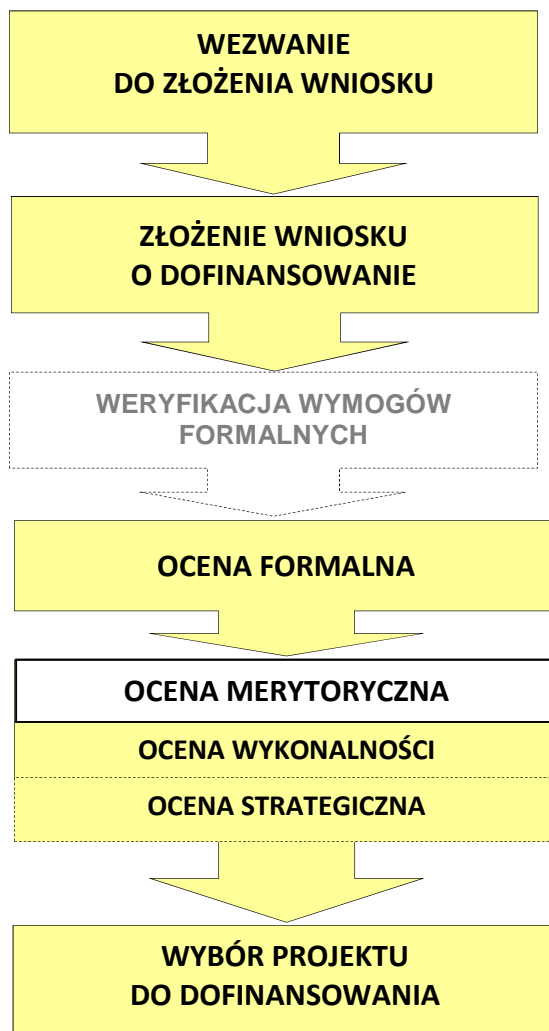 WEZWANIE
DO ZŁOŻENIA WNIOSKU
ZŁOŻENIE WNIOSKU
O DOFINANSOWANIE
WERYFIKACJA WYMOGÓW
FORMALNYCH
OCENA FORMALNA
OCENA MERYTORYCZNA
OCENA WYKONALNOŚCI
OCENA STRATEGICZNA
WYBÓR PROJEKTU
DO DOFINANSOWANIA